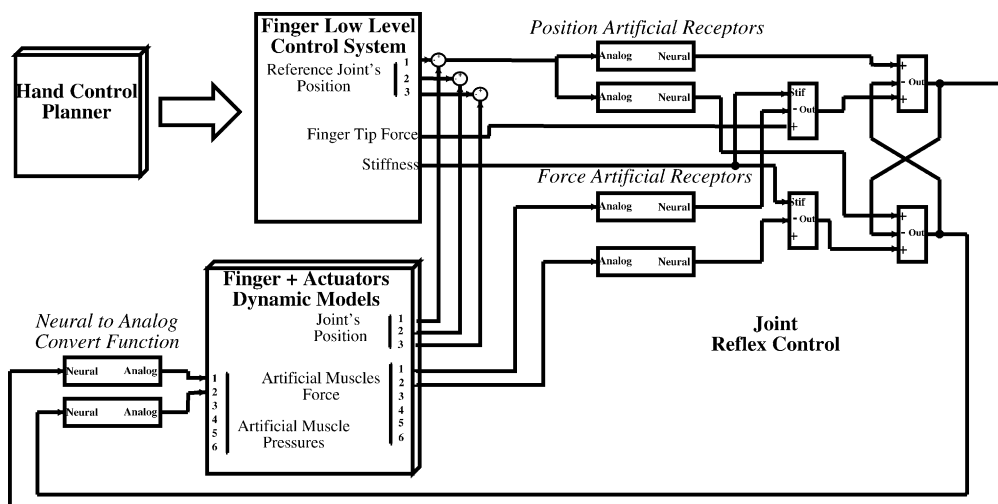 Hand Control
Planner
Finger Low Level
Control System
Reference Joint's
Position
1
2
3
Finger Tip Force
Stiffness
Position Artificial Receptors
Analog Neural
Analog Neural
Force Artificial Receptors
Analog Neural
Analog Neural
Stif
- Out
+
Stif
- Out
+
+
- Out
+
+
- Out
+
Joint
Reflex Control
Finger + Actuators
Dynamic Models
Joint's
Position
1
2
3
Artificial Muscles
Force
1
2
3
4
5
6
Artificial Muscle
Pressures
1
2
3
4
5
6
Neural to Analog
Convert Function
Neural Analog
Neural Analog